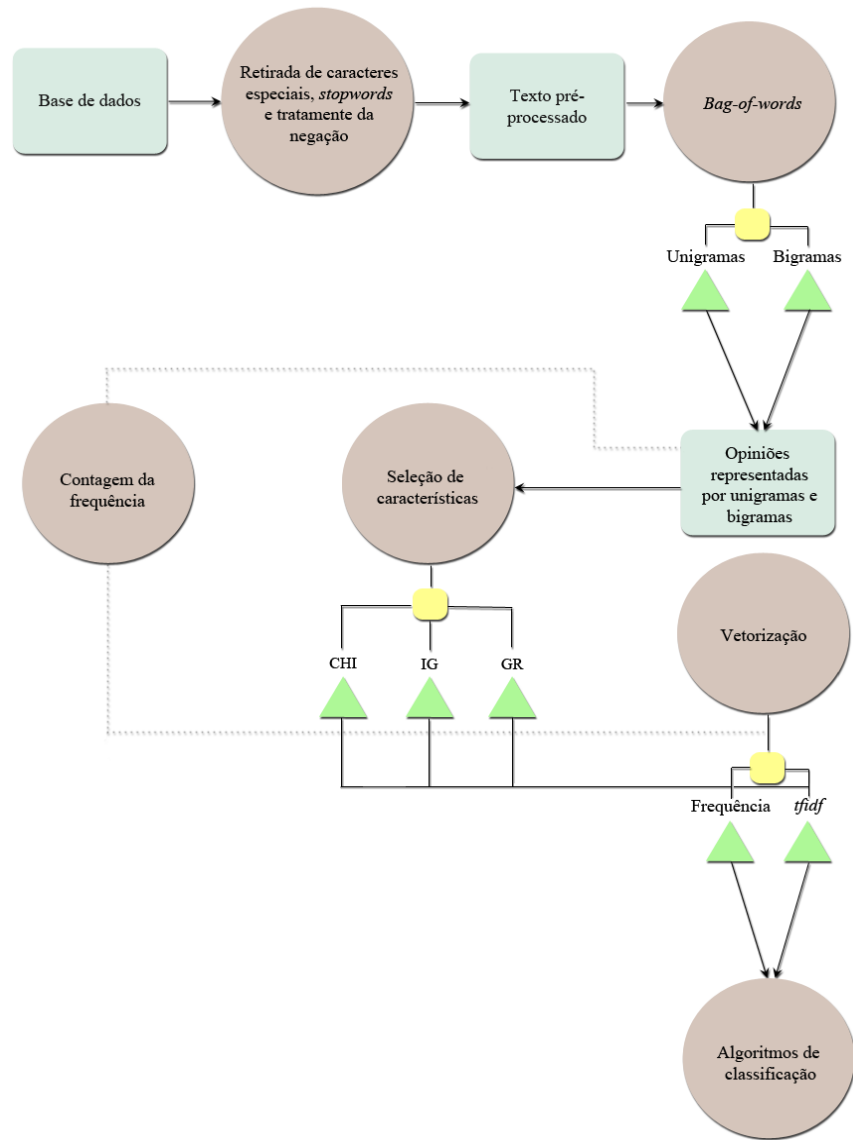 Base de dados
Retirada de caracteres
especiais, stopwords
e tratamente da
negação
Texto pré-
processado
Bag-of-words
Unigramas
Bigramas
Opiniões
representadas
por unigramas e
bigramas
Seleção de
características
Contagem da
frequência
Vetorização
CHI
IG
GR
Frequência
tfidf
Algoritmos de
classificação